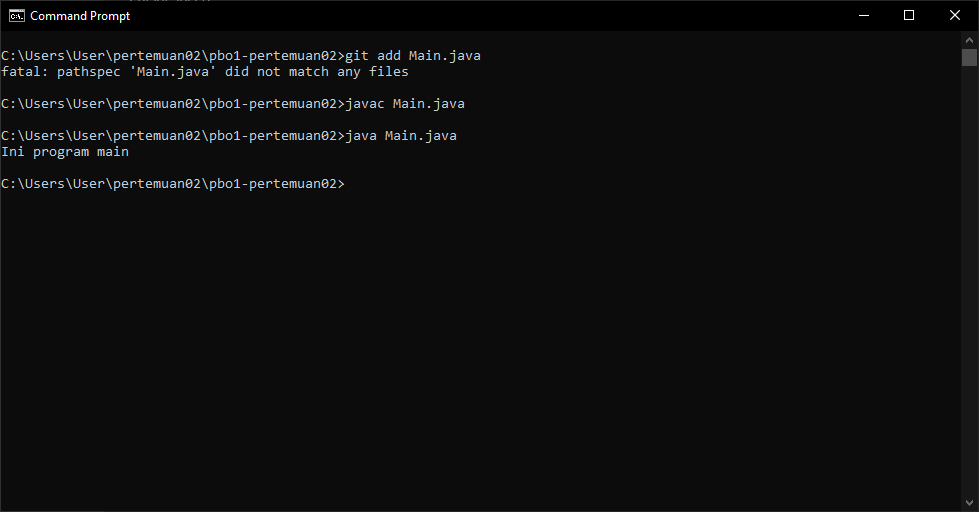 Command Prompt
C:\Users\User\pertemuan02\pbo1-pertemuan02>git add Main.java
fatal: pathspec 'Main.java' did not match any files
C:\Users\User\pertemuan02\pbo1-pertemuan02>javac Main.java
C:\Users\User\pertemuan02\pbo1-pertemuan02>java Main.java
Ini program main
C:\Users\User\pertemuan02\pbo1-pertemuan02>